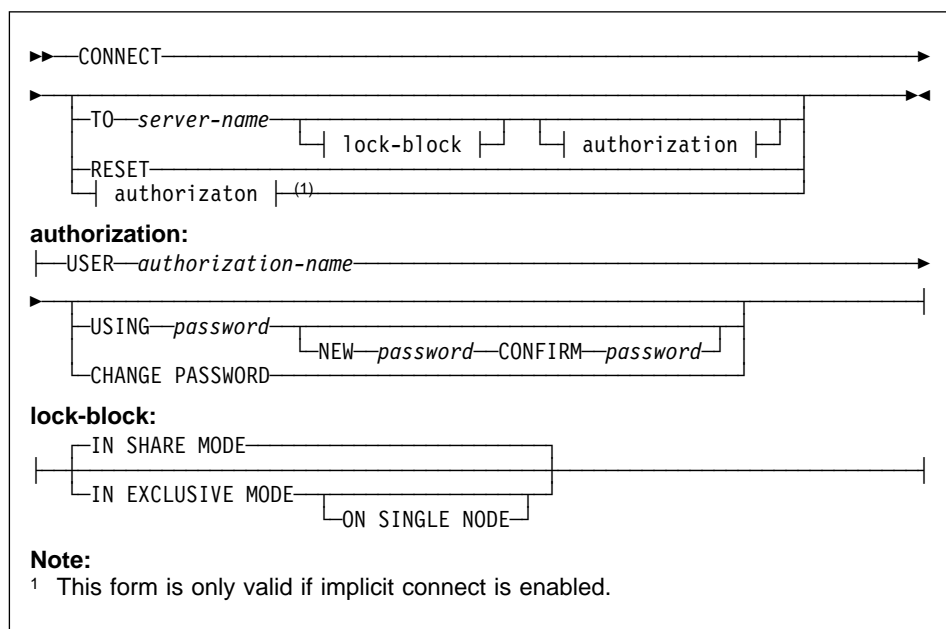 CONNECT
TO server-name
lock-block authorization
RESET
authorizaton (1)
authorization:
USER authorization-name
USING password
NEW password CONFIRM password
CHANGE PASSWORD
lock-block:
IN SHARE MODE
IN EXCLUSIVE MODE
ON SINGLE NODE
Note:
1 This form is only valid if implicit connect is enabled.